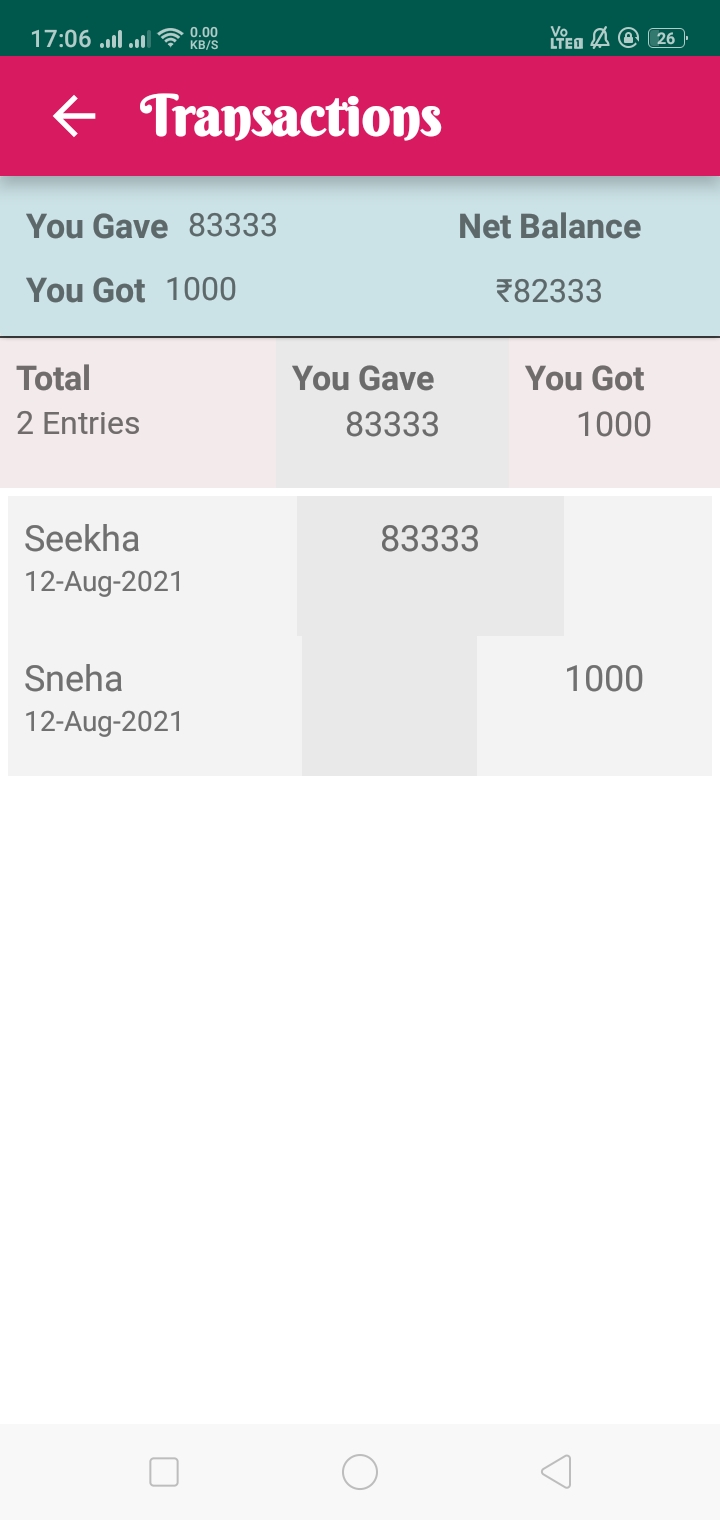 17:06 0.00 KB/S Vo LTE 1 26
Transactions
You Gave 83333 Net Balance
You Got 1000 ₹82333
Total You Gave You Got
2 Entries 83333 1000
Seekha 83333
12-Aug-2021
Sneha 1000
12-Aug-2021